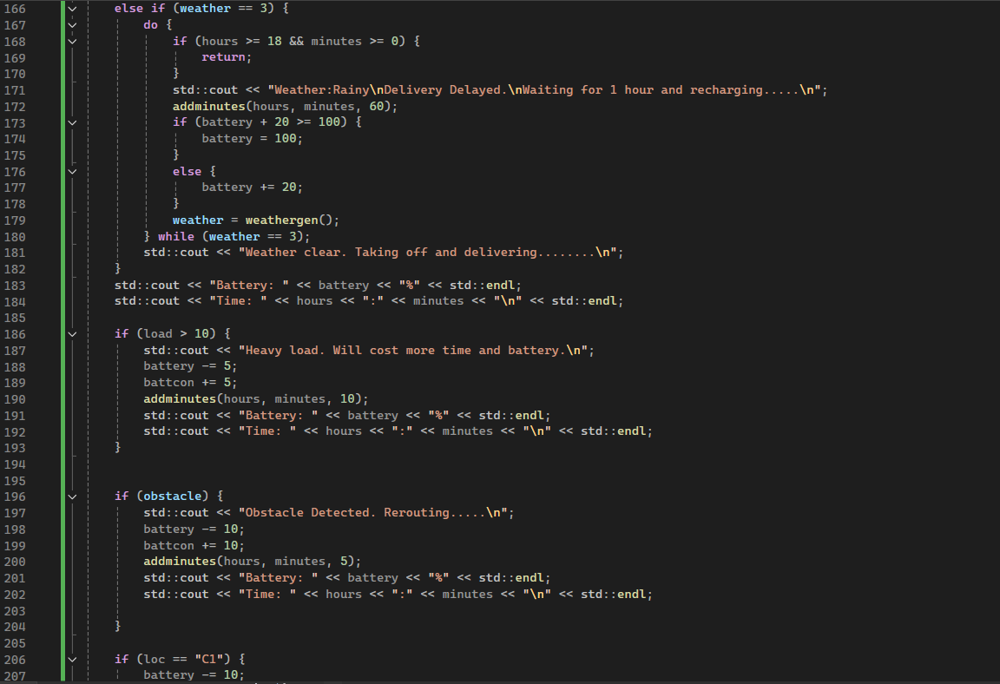 166 else if (weather == 3) {
167 do {
168 if (hours >= 18 && minutes >= 0) {
169 return;
170 }
171 std::cout << "Weather:Rainy\nDelivery Delayed.\nWaiting for 1 hour and recharging.....\n";
172 addminutes(hours, minutes, 60);
173 if (battery + 20 >= 100) {
174 battery = 100;
175 }
176 else {
177 battery += 20;
178 }
179 weather = weathergen();
180 } while (weather == 3);
181 std::cout << "Weather clear. Taking off and delivering........\n";
182 }
183 std::cout << "Battery: " << battery << "%" << std::endl;
184 std::cout << "Time: " << hours << ":" << minutes << "\n" << std::endl;
185
186 if (load > 10) {
187 std::cout << "Heavy load. Will cost more time and battery.\n";
188 battery -= 5;
189 battcon += 5;
190 addminutes(hours, minutes, 10);
191 std::cout << "Battery: " << battery << "%" << std::endl;
192 std::cout << "Time: " << hours << ":" << minutes << "\n" << std::endl;
193 }
194
195
196 if (obstacle) {
197 std::cout << "Obstacle Detected. Rerouting.....\n";
198 battery -= 10;
199 battcon += 10;
200 addminutes(hours, minutes, 5);
201 std::cout << "Battery: " << battery << "%" << std::endl;
202 std::cout << "Time: " << hours << ":" << minutes << "\n" << std::endl;
203
204 }
205
206 if (loc == "C1") {
207 battery -= 10;